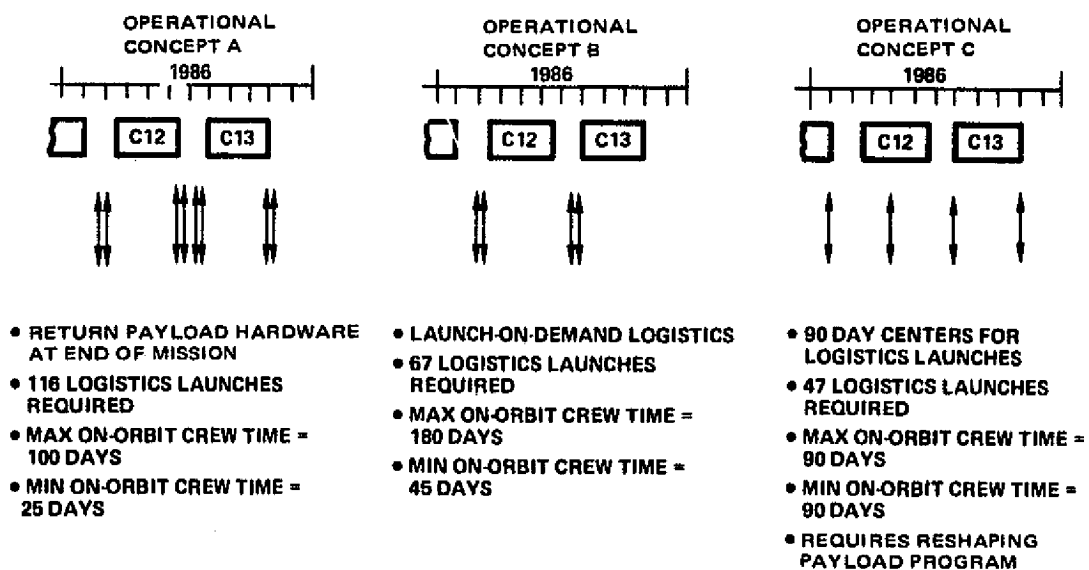 OPERATIONAL
CONCEPT A
1986
C12
C13
● RETURN PAYLOAD HARDWARE
AT END OF MISSION
● 116 LOGISTICS LAUNCHES
REQUIRED
● MAX ON-ORBIT CREW TIME =
100 DAYS
● MIN ON-ORBIT CREW TIME =
25 DAYS
OPERATIONAL
CONCEPT B
1986
C12
C13
● LAUNCH-ON-DEMAND LOGISTICS
● 67 LOGISTICS LAUNCHES
REQUIRED
● MAX ON-ORBIT CREW TIME =
180 DAYS
● MIN ON-ORBIT CREW TIME =
45 DAYS
OPERATIONAL
CONCEPT C
1986
C12
C13
● 90 DAY CENTERS FOR
LOGISTICS LAUNCHES
● 47 LOGISTICS LAUNCHES
REQUIRED
● MAX ON-ORBIT CREW TIME =
90 DAYS
● MIN ON-ORBIT CREW TIME =
90 DAYS
● REQUIRES RESHAPING
PAYLOAD PROGRAM